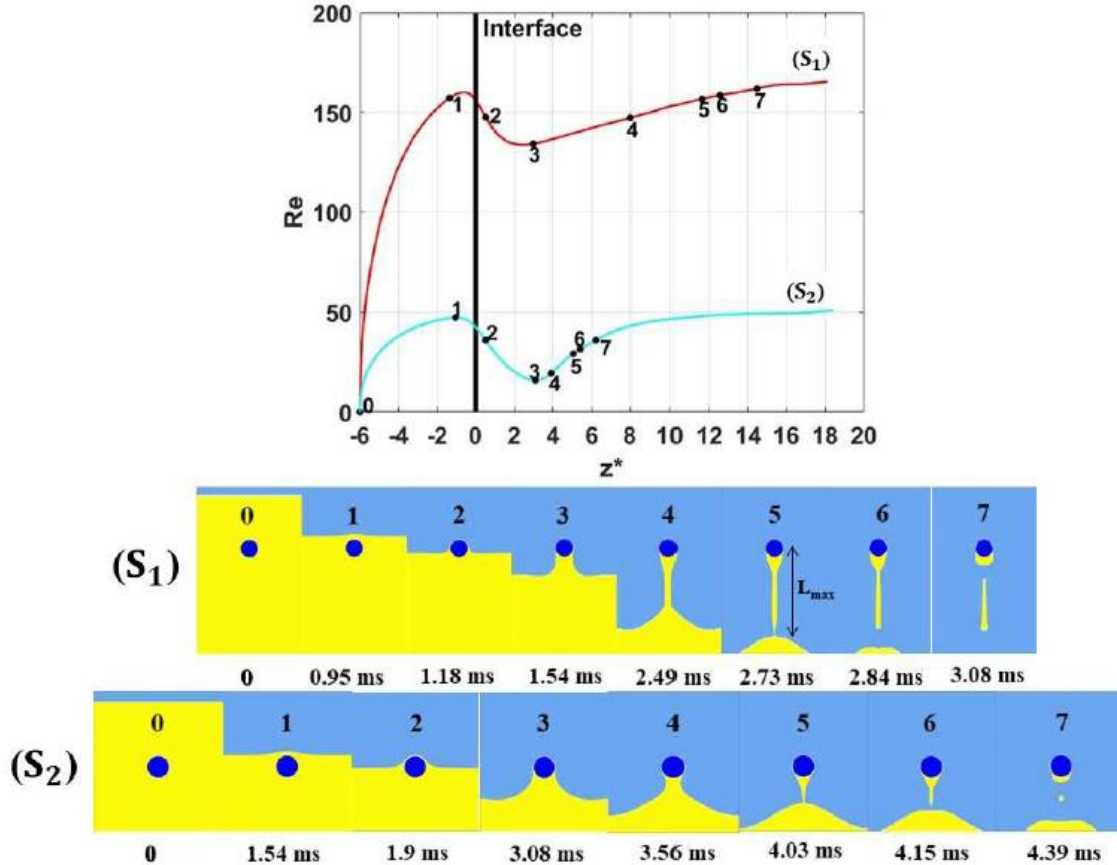 200
Interface
(S₁)
150
1 2 3 4 5 6 7
Re
100
(S₂)
50
1 2 3 4 5 6 7
0
0
-6 -4 -2 0 2 4 6 8 10 12 14 16 18 20
z*
0 1 2 3 4 5 6 7
(S₁)
Lmax
0 0.95 ms 1.18 ms 1.54 ms 2.49 ms 2.73 ms 2.84 ms 3.08 ms
0 1 2 3 4 5 6 7
(S₂)
0 1.54 ms 1.9 ms 3.08 ms 3.56 ms 4.03 ms 4.15 ms 4.39 ms